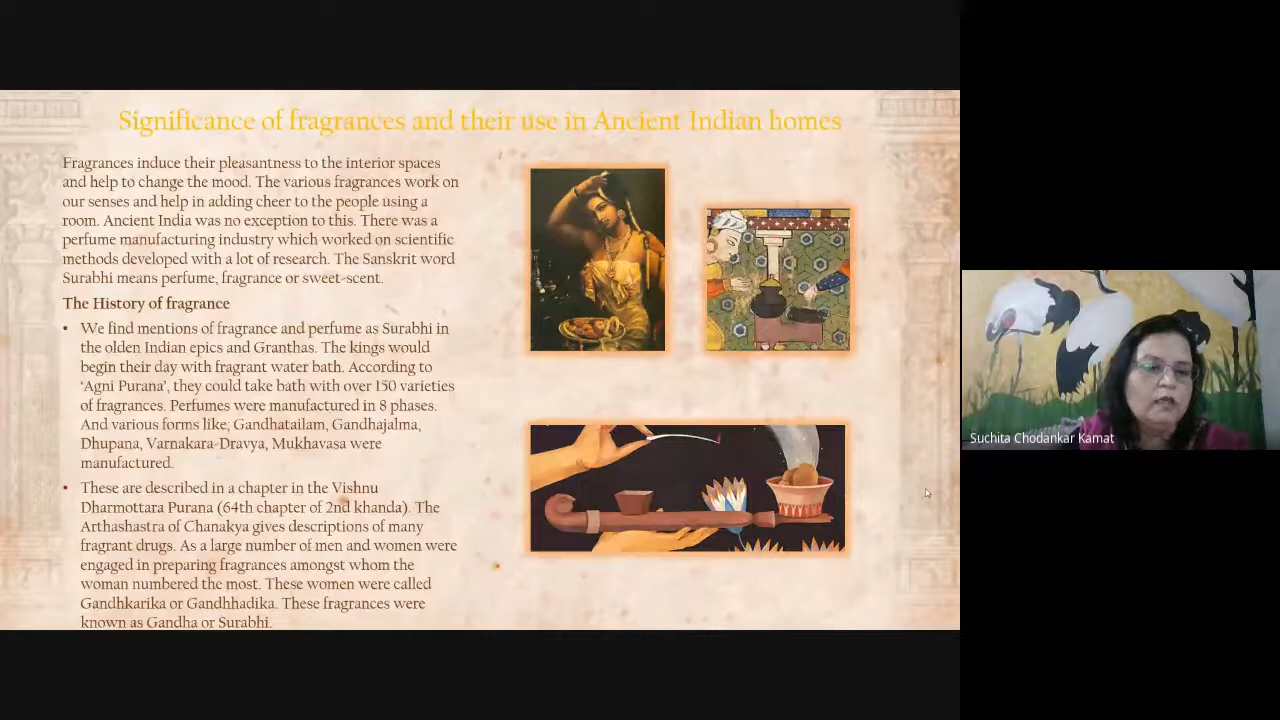 Significance of fragrances and their use in Ancient Indian homes
Fragrances induce their pleasantness to the interior spaces
and help to change the mood. The various fragrances work on
our senses and help in adding cheer to the people using a
room. Ancient India was no exception to this. There was a
perfume manufacturing industry which worked on scientific
methods developed with a lot of research. The Sanskrit word
Surabhi means perfume, fragrance or sweet-scent.
The History of fragrance
• We find mentions of fragrance and perfume as Surabhi in
the olden Indian epics and Granthas. The kings would
begin their day with fragrant water bath. According to
‘Agni Purana’, they could take bath with over 150 varieties
of fragrances. Perfumes were manufactured in 8 phases.
And various forms like; Gandhatailam, Gandhajalma,
Dhupana, Varnakara-Dravya, Mukhavasa were
manufactured.
• These are described in a chapter in the Vishnu
Dharmottara Purana (64th chapter of 2nd khanda). The
Arthashastra of Chanakya gives descriptions of many
fragrant drugs. As a large number of men and women were
engaged in preparing fragrances amongst whom the
woman numbered the most. These women were called
Gandhkarika or Gandhhadika. These fragrances were
known as Gandha or Surabhi.
Suchita Chodankar Kamat